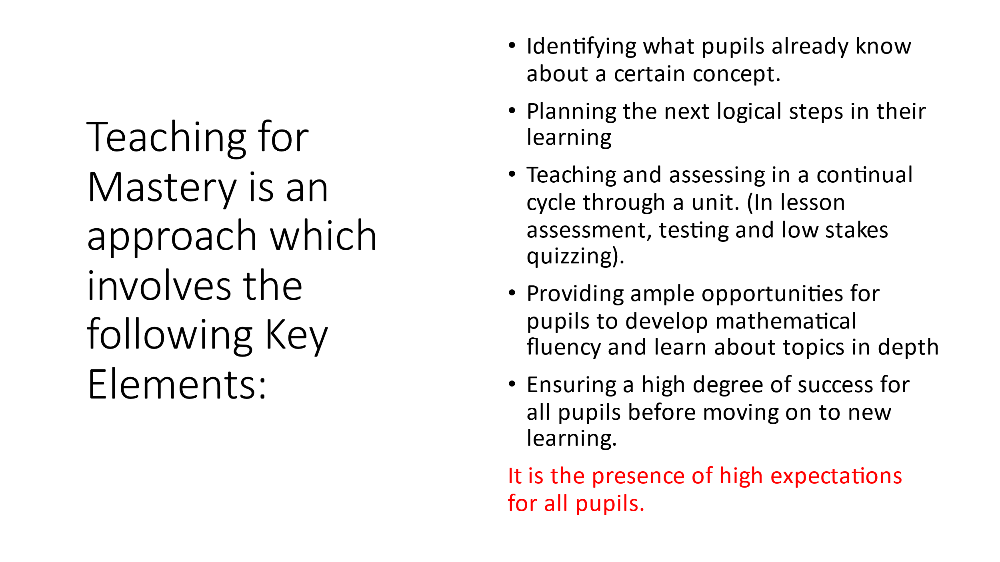 Teaching for
Mastery is an
approach which
involves the
following Key
Elements:
• Identifying what pupils already know
about a certain concept.
• Planning the next logical steps in their
learning
• Teaching and assessing in a continual
cycle through a unit. (In lesson
assessment, testing and low stakes
quizzing).
• Providing ample opportunities for
pupils to develop mathematical
fluency and learn about topics in depth
• Ensuring a high degree of success for
all pupils before moving on to new
learning.
It is the presence of high expectations
for all pupils.